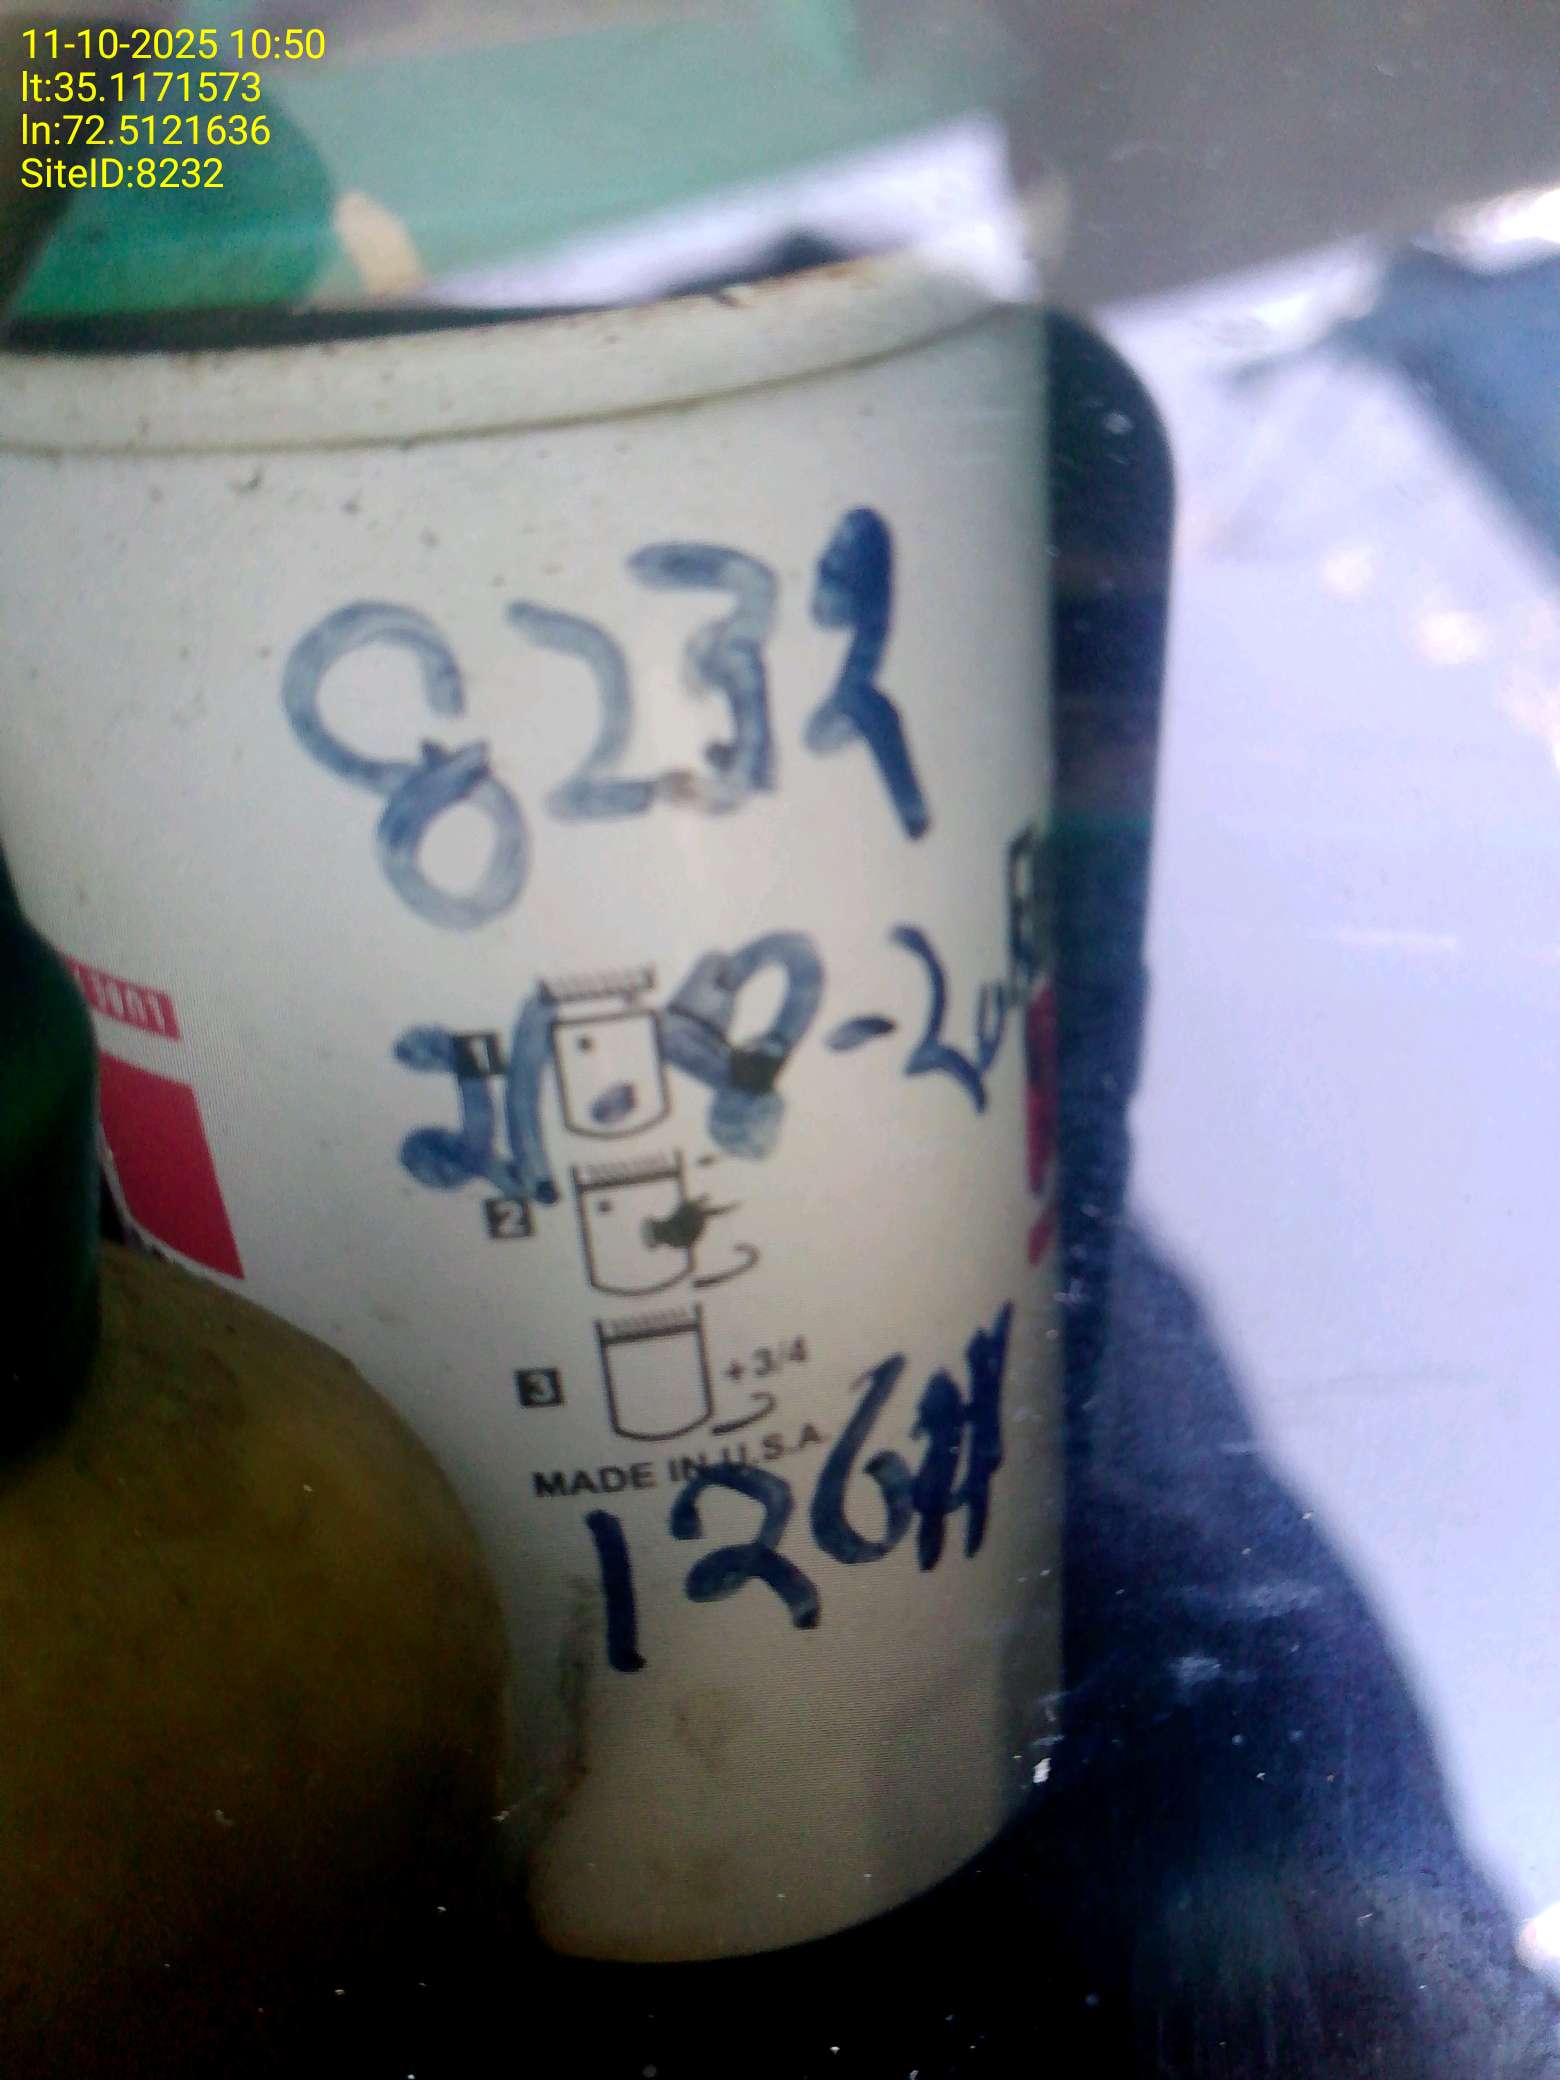 11-10-2025 10:50
lt:35.1171573
ln:72.5121636
SiteID:8232
8232
1
2
3
+3/4
MADE IN U.S.A.
126H